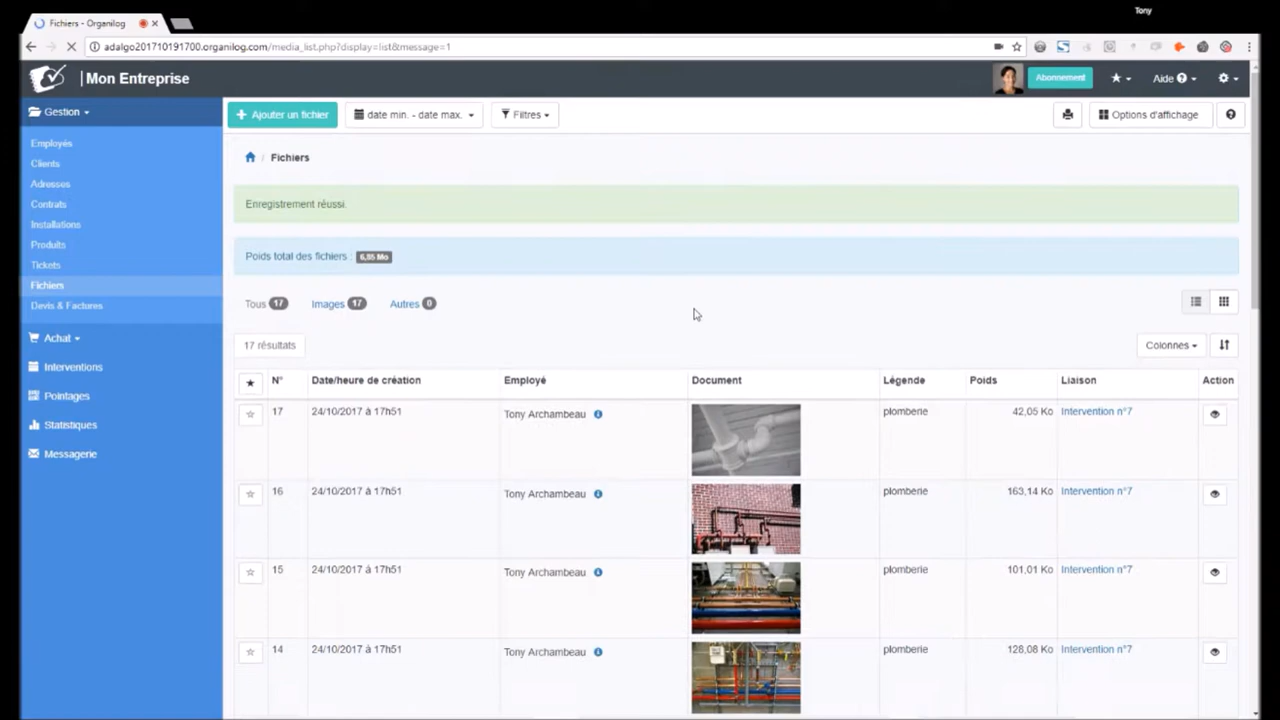 Tony
Fichiers - Organilog
adalgo201710191700.organilog.com/media_list.php?display=list&message=1
Mon Entreprise
Abonnement
Aide
Gestion
Ajouter un fichier
date min. - date max.
Filtres
Options d'affichage
Employés
Clients
Adresses
Contrats
Installations
Produits
Tickets
Fichiers
Devis & Factures
Achat
Interventions
Pointages
Statistiques
Messagerie
/ Fichiers
Enregistrement réussi.
Poids total des fichiers : 6,85 Mo
Tous 17 Images 17 Autres 0
17 résultats
Colonnes
N° Date/heure de création Employé Document Légende Poids Liaison Action
17 24/10/2017 à 17h51 Tony Archambeau plomberie 42,05 Ko Intervention n°7
16 24/10/2017 à 17h51 Tony Archambeau plomberie 163,14 Ko Intervention n°7
15 24/10/2017 à 17h51 Tony Archambeau plomberie 101,01 Ko Intervention n°7
14 24/10/2017 à 17h51 Tony Archambeau plomberie 128,08 Ko Intervention n°7